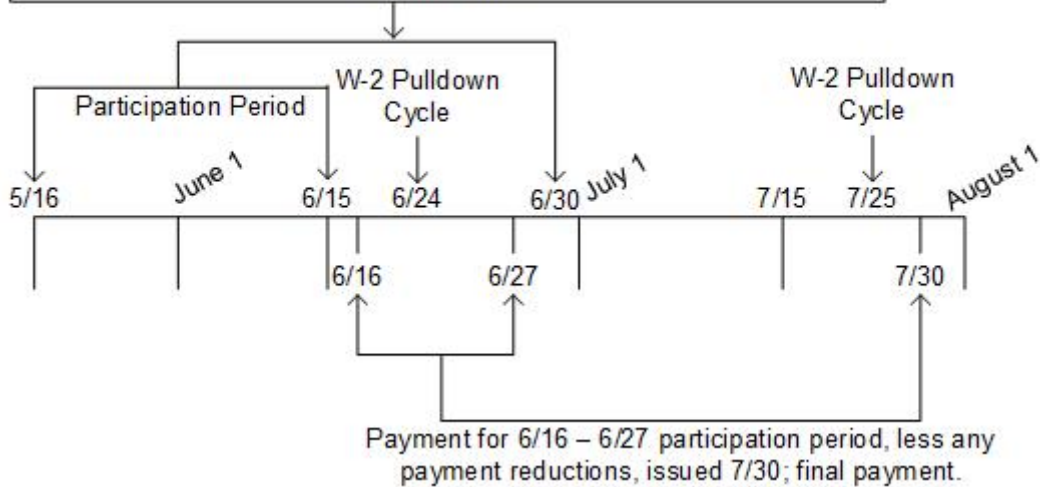 W-2 Pulldown
Cycle
W-2 Pulldown
Cycle
Participation Period
5/16
June 1
6/15
6/24
6/30
July 1
7/15
7/25
August 1
6/16
6/27
7/30
Payment for 6/16 – 6/27 participation period, less any
payment reductions, issued 7/30; final payment.